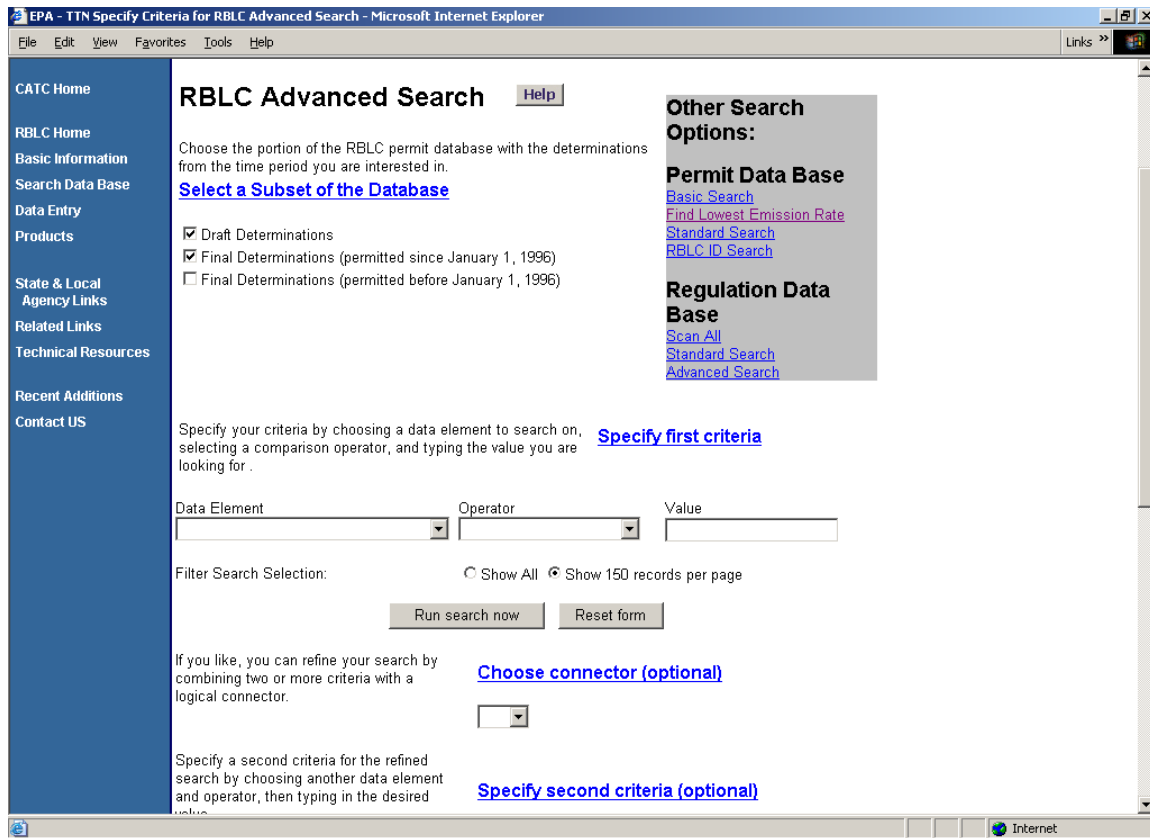 EPA - TTN Specify Criteria for RBLC Advanced Search - Microsoft Internet Explorer
File Edit View Favorites Tools Help
Links »
CATC Home
RBLC Home
Basic Information
Search Data Base
Data Entry
Products
State & Local
Agency Links
Related Links
Technical Resources
Recent Additions
Contact US
RBLC Advanced Search
Help
Choose the portion of the RBLC permit database with the determinations
from the time period you are interested in.
Select a Subset of the Database
Draft Determinations
Final Determinations (permitted since January 1, 1996)
Final Determinations (permitted before January 1, 1996)
Other Search
Options:
Permit Data Base
Basic Search
Find Lowest Emission Rate
Standard Search
RBLC ID Search
Regulation Data
Base
Scan All
Standard Search
Advanced Search
Specify your criteria by choosing a data element to search on,
selecting a comparison operator, and typing the value you are
looking for .
Specify first criteria
Data Element
Operator
Value
Filter Search Selection:
Show All
Show 150 records per page
Run search now
Reset form
If you like, you can refine your search by
combining two or more criteria with a
logical connector.
Choose connector (optional)
Specify a second criteria for the refined
search by choosing another data element
and operator, then typing in the desired
value.
Specify second criteria (optional)
Internet